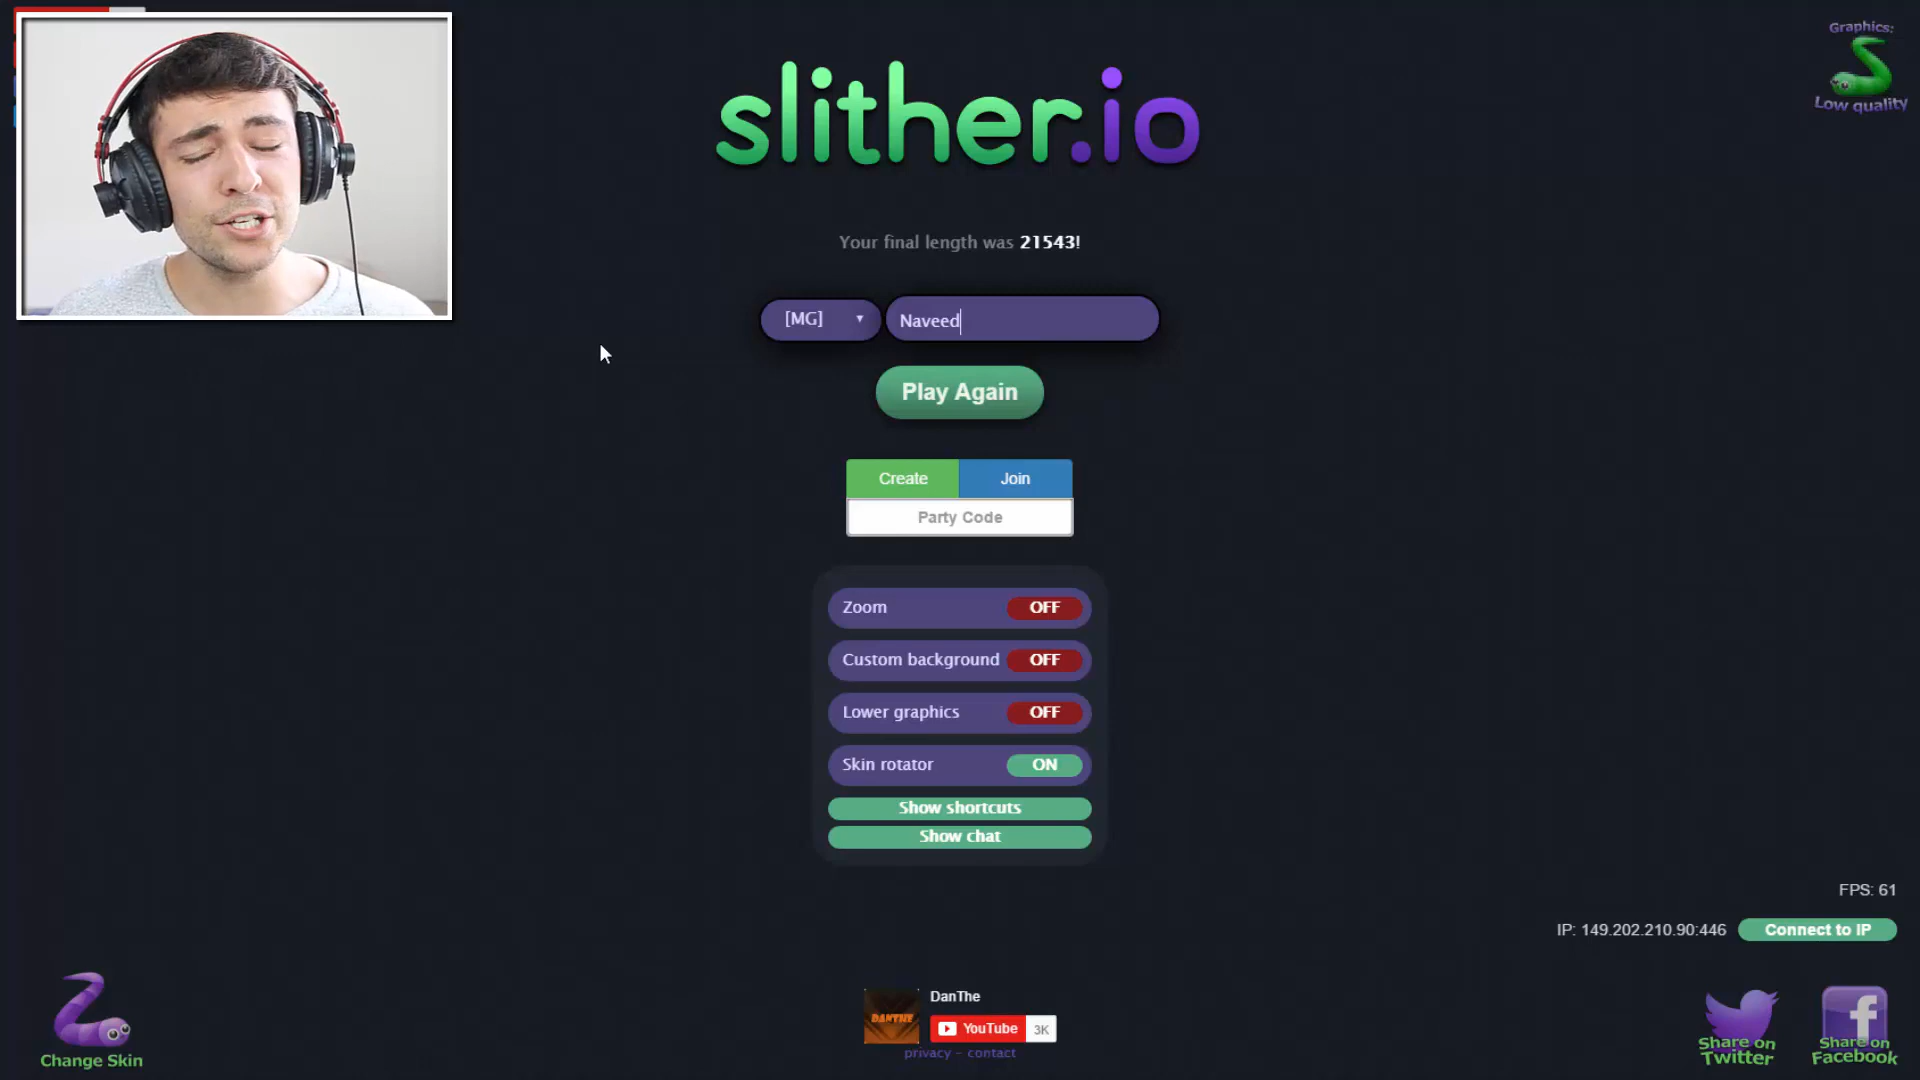 Graphics:
Low quality
slither.io
Your final length was 21543!
[MG] ▼ Naveed
Play Again
Create Join
Party Code
Zoom OFF
Custom background OFF
Lower graphics OFF
Skin rotator ON
Show shortcuts
Show chat
FPS: 61
IP: 149.202.210.90:446 Connect to IP
Change Skin
DANTHE
DanThe
YouTube 3K
privacy - contact
Share on
Twitter
Share on
Facebook